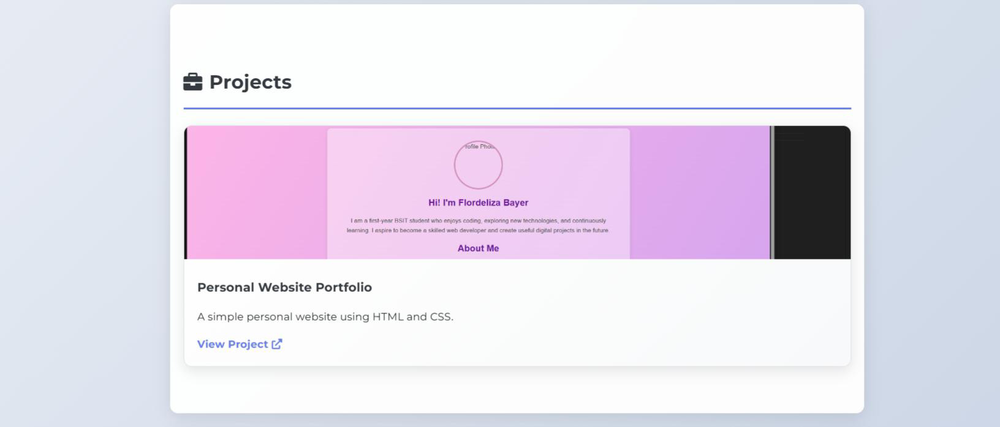 Projects
rofile Phot
Hi! I'm Flordeliza Bayer
I am a first-year BSIT student who enjoys coding, exploring new technologies, and continuously
learning. I aspire to become a skilled web developer and create useful digital projects in the future.
About Me
Personal Website Portfolio
A simple personal website using HTML and CSS.
View Project